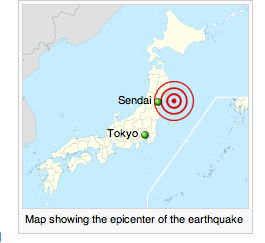 Sendai
Tokyo
Map showing the epicenter of the earthquake